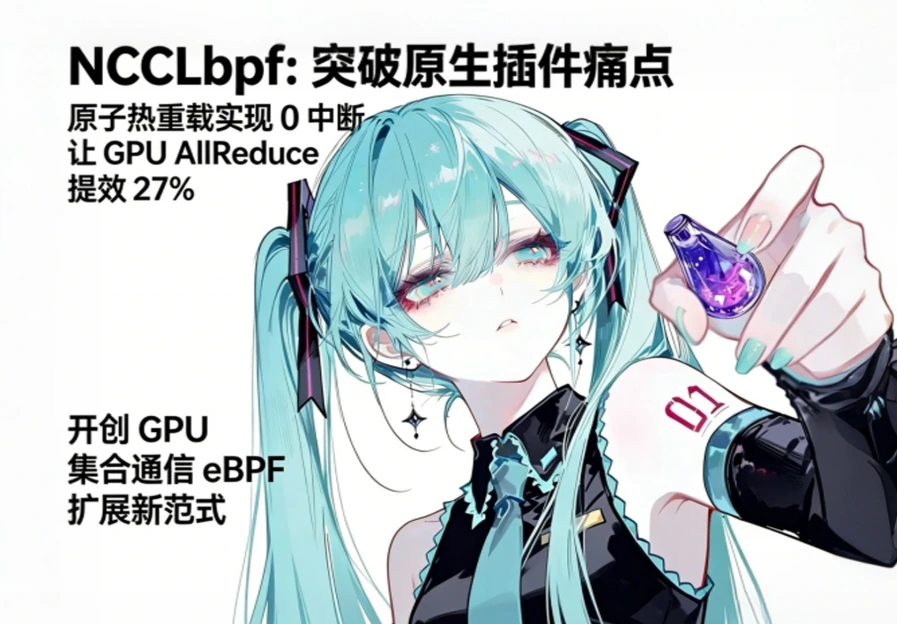 NCCLbpf: 突破原生插件痛点
原子热重载实现 0 中断
让 GPU AllReduce
提效 27%
01
开创 GPU
集合通信 eBPF
扩展新范式